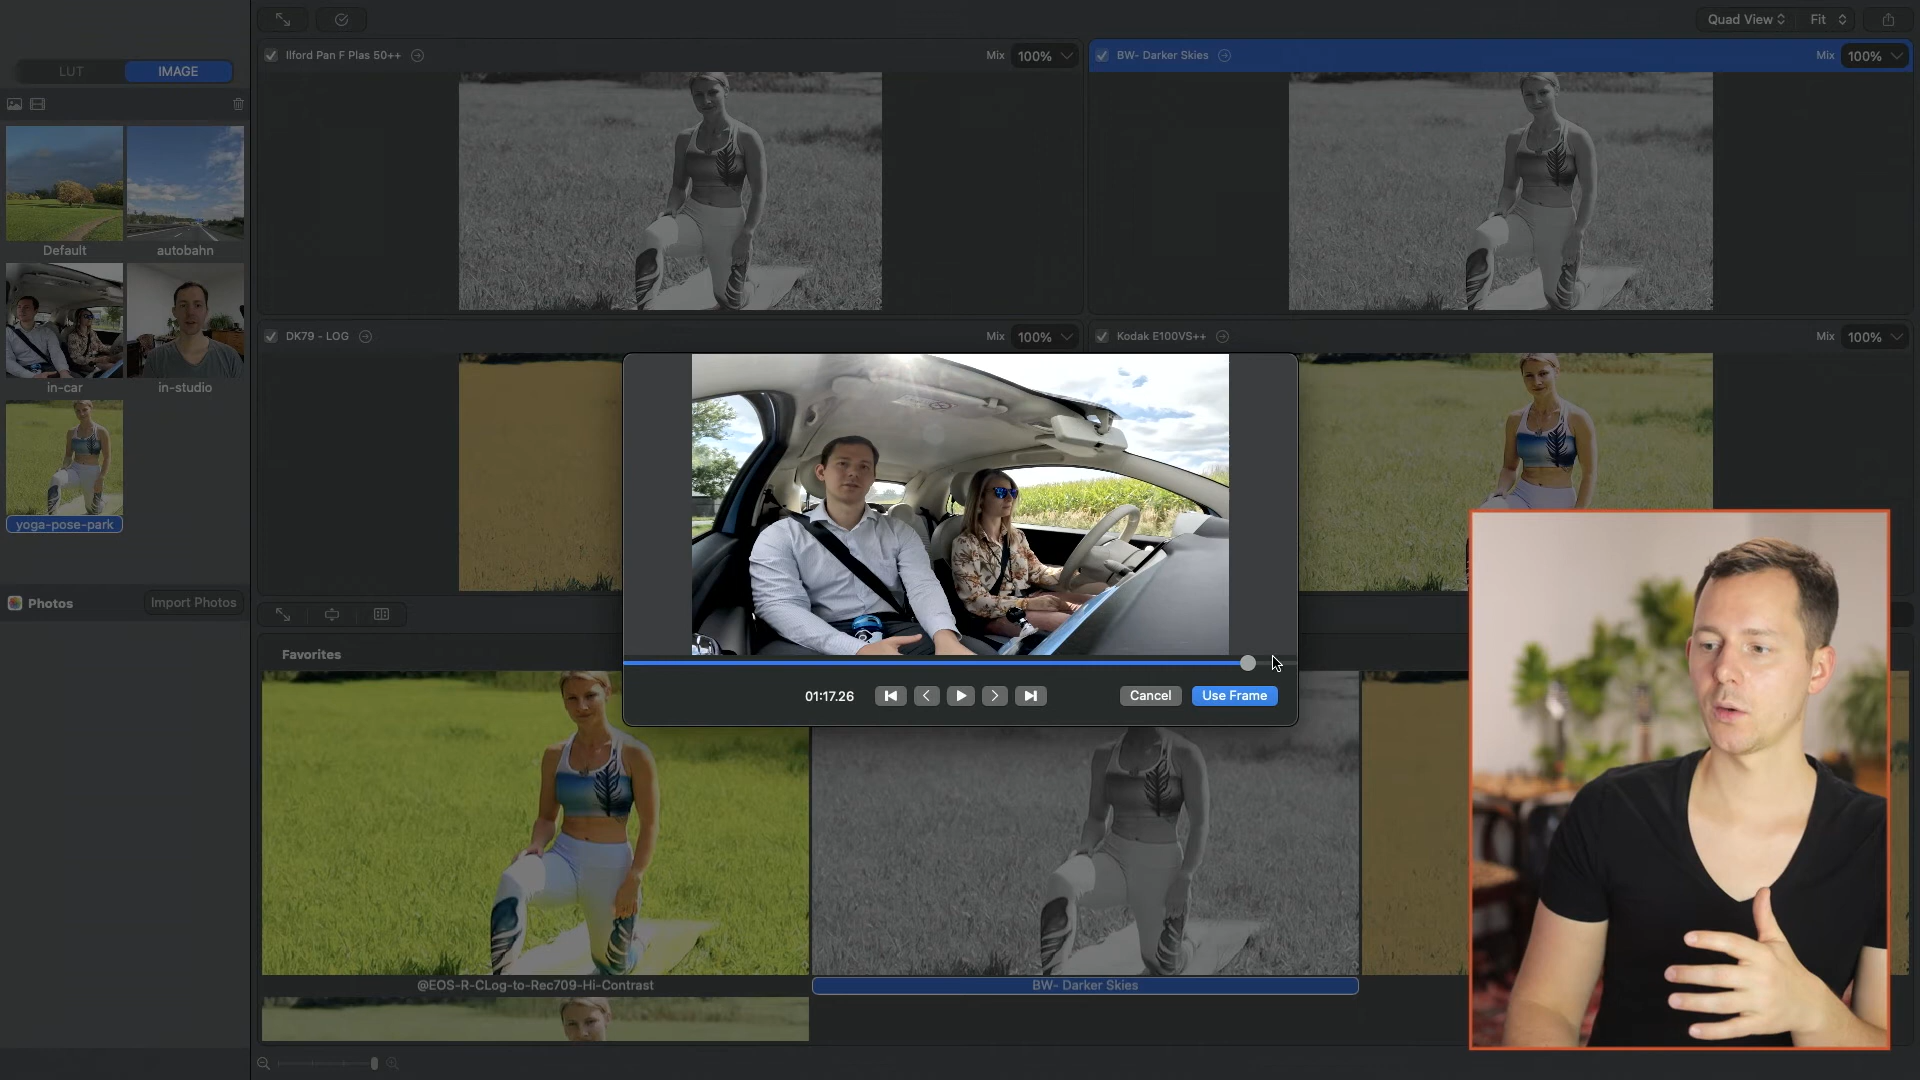 LUT
IMAGE
Quad View
Fit
Ilford Pan F Plas 50++
Mix
100%
BW- Darker Skies
Mix
100%
Default
autobahn
in-car
in-studio
yoga-pose-park
DK79 - LOG
Mix
100%
Kodak E100VS++
Mix
100%
Photos
Import Photos
Favorites
01:17.26
Cancel
Use Frame
@EOS-R-CLog-to-Rec709-Hi-Contrast
BW- Darker Skies